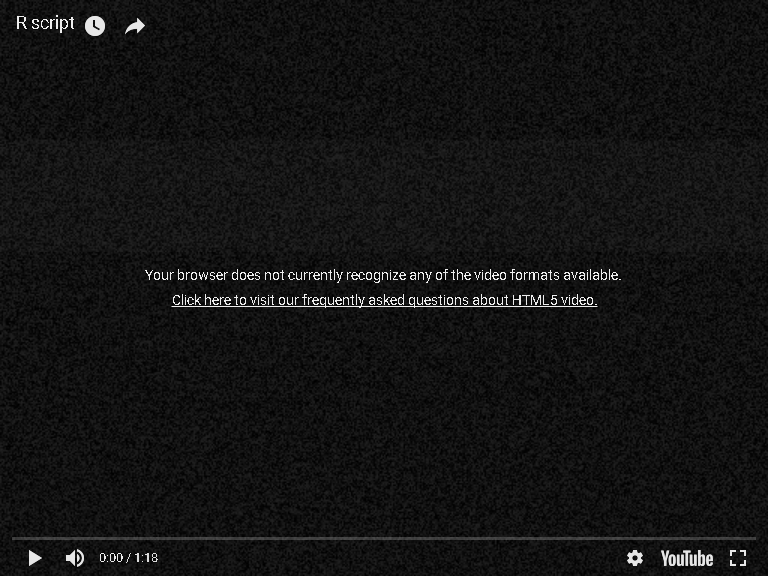 R script
Your browser does not currently recognize any of the video formats available.
Click here to visit our frequently asked questions about HTML5 video.
0:00 / 1:18
YouTube